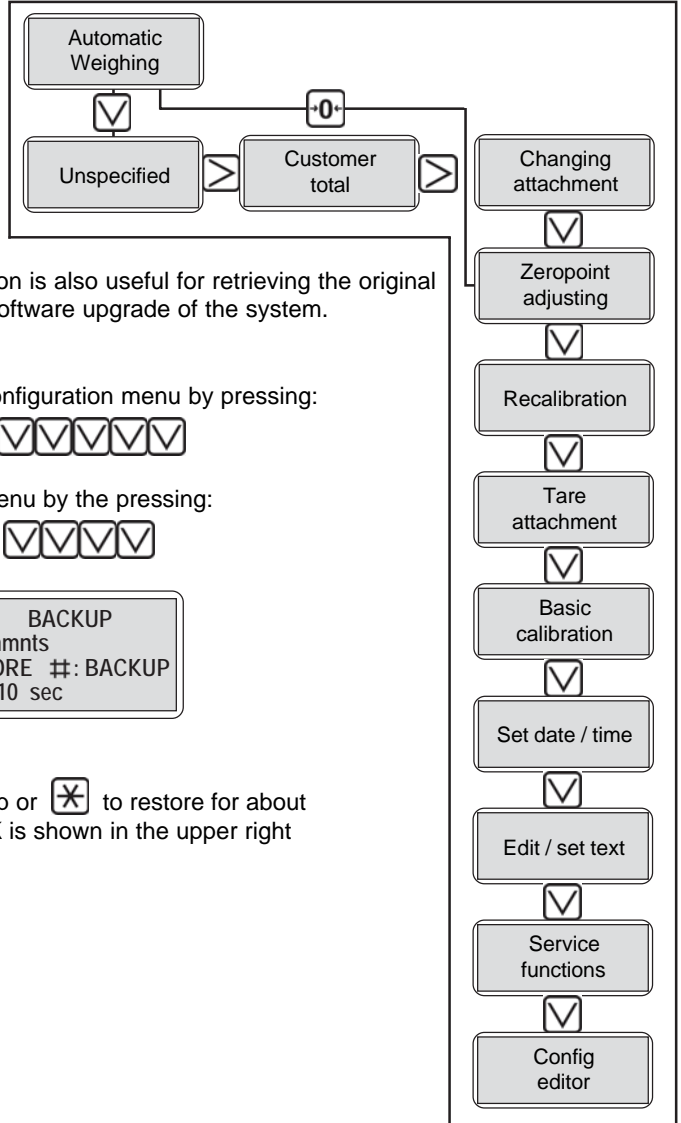 Automatic
Weighing
→0←
Unspecified
Customer
total
Changing
attachment
Zeropoint
adjusting
Recalibration
Tare
attachment
Basic
calibration
Set date / time
Edit / set text
Service
functions
Config
editor
on is also useful for retrieving the original
oftware upgrade of the system.
onfiguration menu by pressing:
enu by the pressing:
BACKUP
mnts
ORE #:BACKUP
10 sec
o or * to restore for about
is shown in the upper right